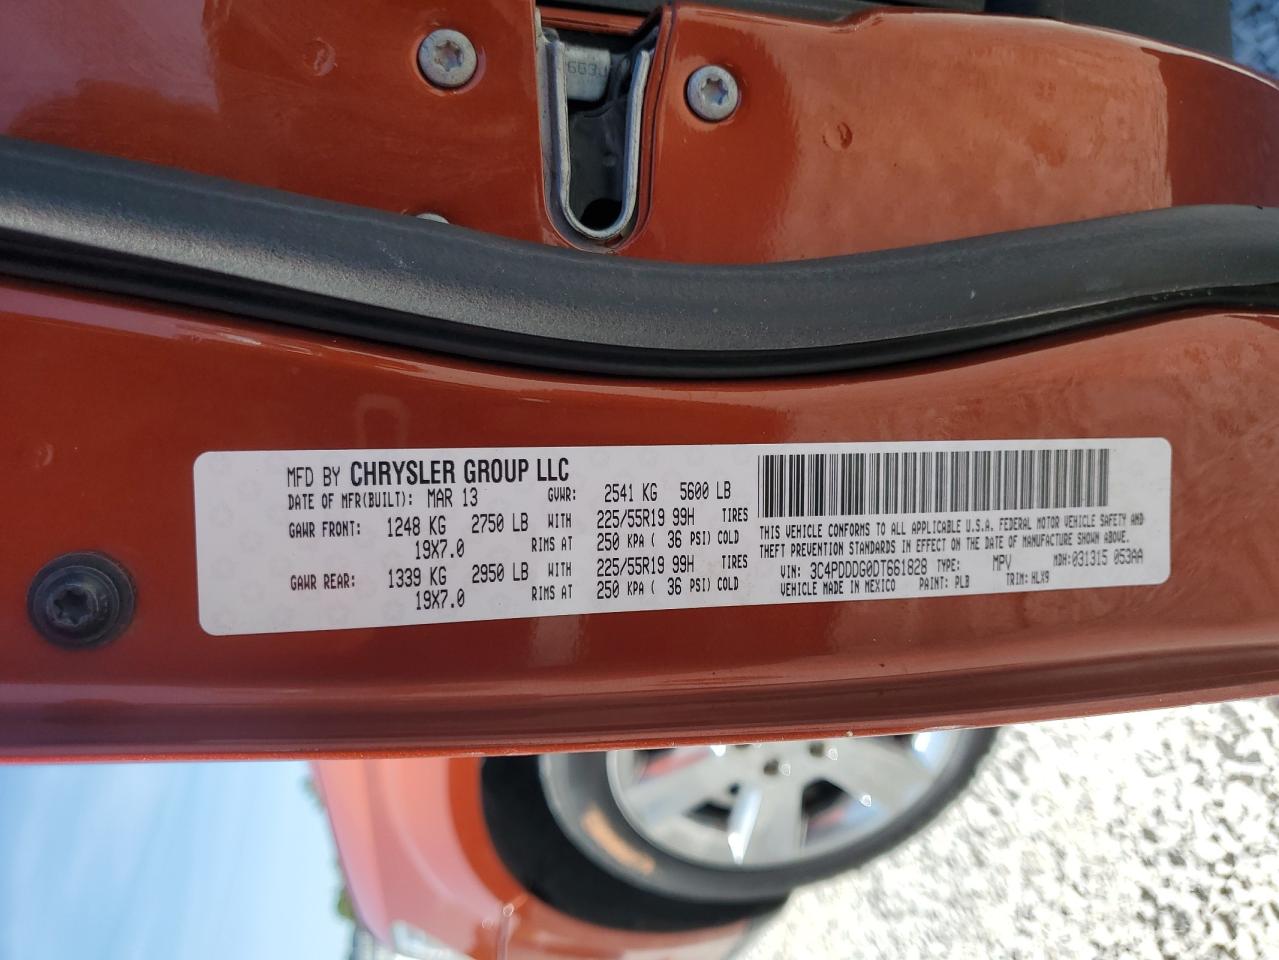 663J
MFD BY CHRYSLER GROUP LLC
DATE OF MFR(BUILT): MAR 13 GVWR: 2541 KG 5600 LB
GAWR FRONT: 1248 KG 2750 LB WITH 225/55R19 99H TIRES
19X7.0 RIMS AT 250 KPA ( 36 PSI) COLD
GAWR REAR: 1339 KG 2950 LB WITH 225/55R19 99H TIRES
19X7.0 RIMS AT 250 KPA ( 36 PSI) COLD
THIS VEHICLE CONFORMS TO ALL APPLICABLE U.S.A. FEDERAL MOTOR VEHICLE SAFETY AND
THEFT PREVENTION STANDARDS IN EFFECT ON THE DATE OF MANUFACTURE SHOWN ABOVE.
VIN: 3C4PDDDG0DT661828 TYPE: MPV MDH:031315 053AA
VEHICLE MADE IN MEXICO PAINT: PLB TRIM: HLX9